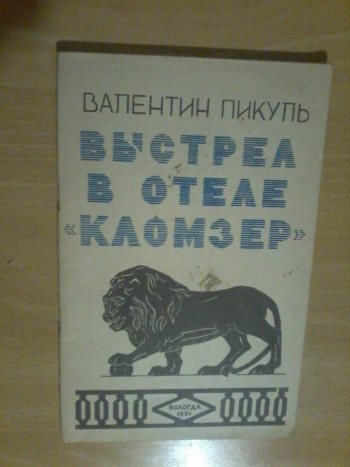 ВАЛЕНТИН ПИКУЛЬ
ВЫСТРЕЛ
В ОТЕЛЕ
«КЛОМЗЕР»
ВОЛОГДА
1991